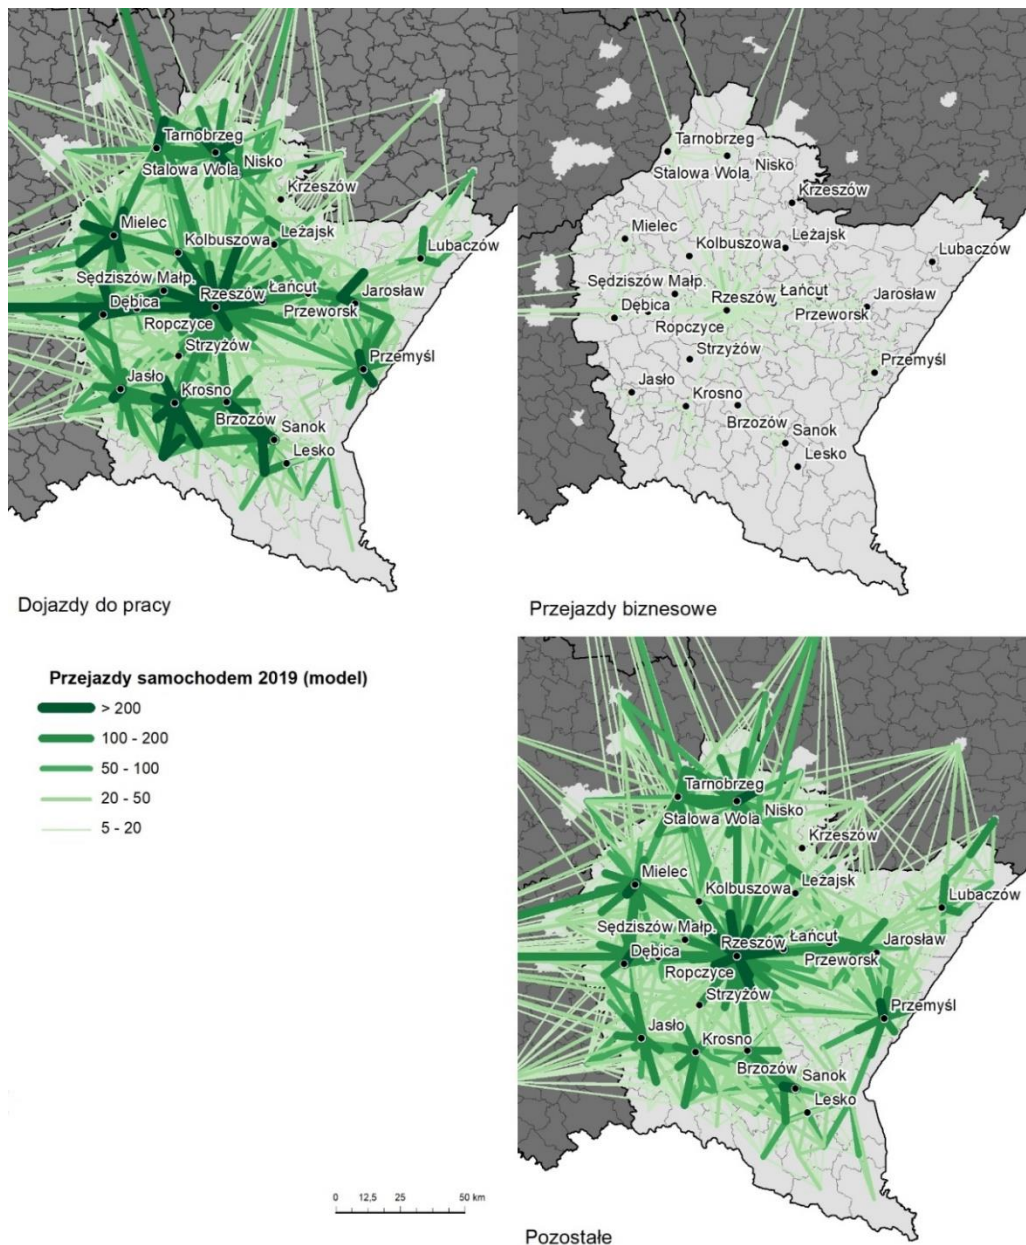 Tarnobrzeg
Stalowa Wola
Nisko
Krzeszów
Mielec
Kolbuszowa
Leżajsk
Lubaczów
Sędziszów Małp.
Dębica
Rzeszów
Łańcut
Jarosław
Ropczyce
Przeworsk
Strzyżów
Przemyśl
Jasło
Krosno
Brzozów
Sanok
Lesko
Dojazdy do pracy
Tarnobrzeg
Stalowa Wola
Nisko
Krzeszów
Mielec
Kolbuszowa
Leżajsk
Lubaczów
Sędziszów Małp.
Dębica
Rzeszów
Łańcut
Jarosław
Ropczyce
Przeworsk
Strzyżów
Przemyśl
Jasło
Krosno
Brzozów
Sanok
Lesko
Przejazdy biznesowe
Przejazdy samochodem 2019 (model)
> 200
100 - 200
50 - 100
20 - 50
5 - 20
0 12,5 25 50 km
Tarnobrzeg
Stalowa Wola
Nisko
Krzeszów
Mielec
Kolbuszowa
Leżajsk
Lubaczów
Sędziszów Małp.
Dębica
Rzeszów
Łańcut
Jarosław
Ropczyce
Przeworsk
Strzyżów
Przemyśl
Jasło
Krosno
Brzozów
Sanok
Lesko
Pozostałe